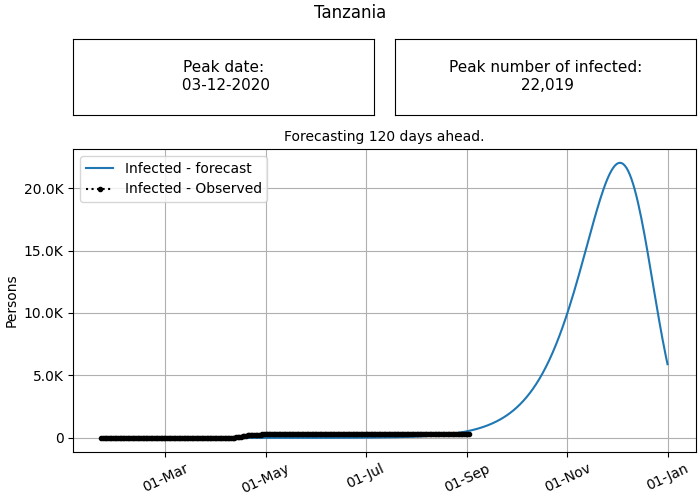 Tanzania
Peak date:
03-12-2020
Peak number of infected:
22,019
Forecasting 120 days ahead.
Infected - forecast
Infected - Observed
20.0K
15.0K
10.0K
5.0K
0
Persons
01-Mar
01-May
01-Jul
01-Sep
01-Nov
01-Jan